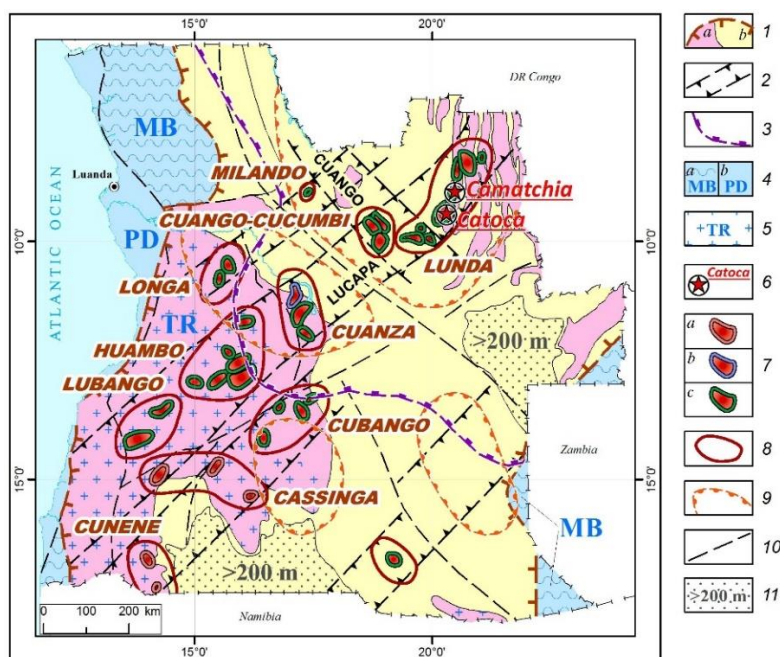 15°0' 20°0'
DR Congo
MB
Luanda
MILANDO
CUANGO
Camatchia
CUANGO-CUCUMBI
Catoca
ATLANTIC OCEAN
PD
10°0' 10°0'
LONGA
LUCAPA
LUNDA
TR
CUANZA
>200 m
HUAMBO
LUBANGO
CUBANGO
Zambia
15°0' 15°0'
CASSINGA
MB
CUNENE
>200 m
0 100 200 km
Namibia
15°0' 20°0'
a b 1
2
3
a MB b PD 4
TR 5
Catoca 6
a
b 7
c
8
9
10
>200 m 11